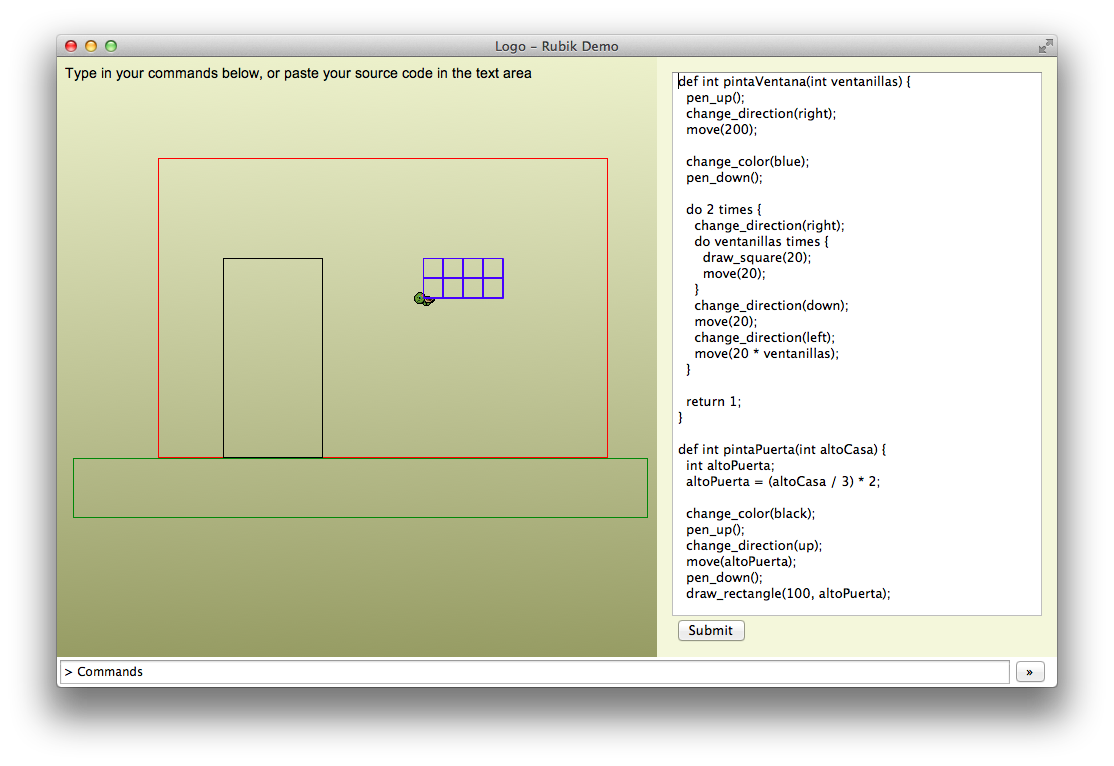 Logo – Rubik Demo
Type in your commands below, or paste your source code in the text area
def int pintaVentana(int ventanillas) {
  pen_up();
  change_direction(right);
  move(200);

  change_color(blue);
  pen_down();

  do 2 times {
    change_direction(right);
    do ventanillas times {
      draw_square(20);
      move(20);
    }
    change_direction(down);
    move(20);
    change_direction(left);
    move(20 * ventanillas);
  }

  return 1;
}

def int pintaPuerta(int altoCasa) {
  int altoPuerta;
  altoPuerta = (altoCasa / 3) * 2;

  change_color(black);
  pen_up();
  change_direction(up);
  move(altoPuerta);
  pen_down();
  draw_rectangle(100, altoPuerta);
Submit
> Commands
»